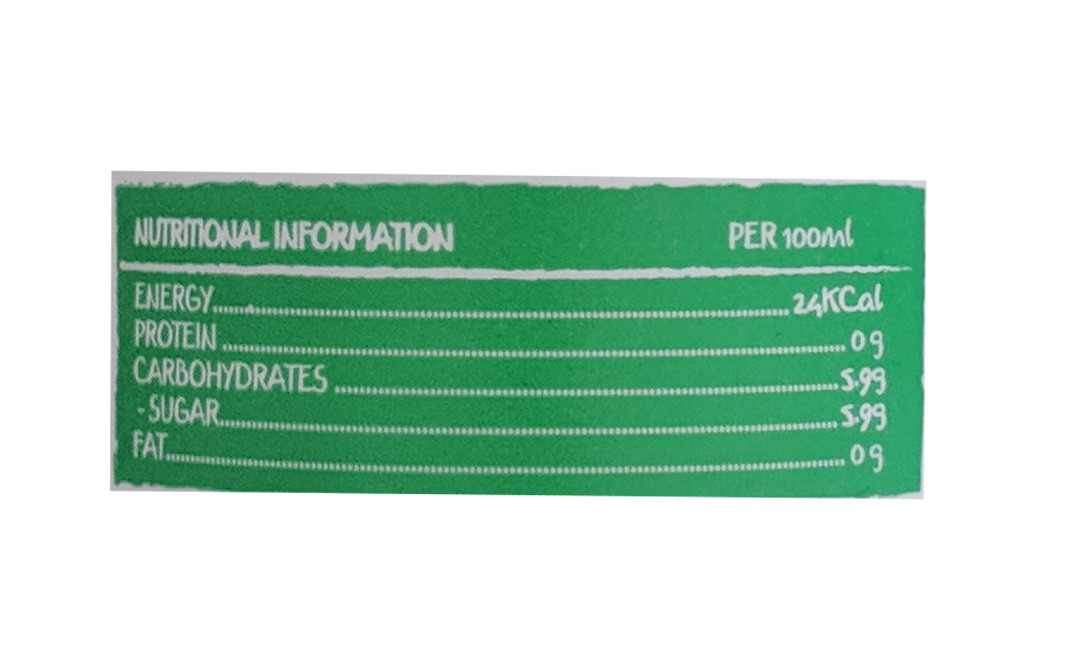 NUTRITIONAL INFORMATION PER 100ml
ENERGY........................ 24KCal
PROTEIN ........................ 0g
CARBOHYDRATES ........................ 5.9g
-SUGAR........................ 5.9g
FAT........................ 0g